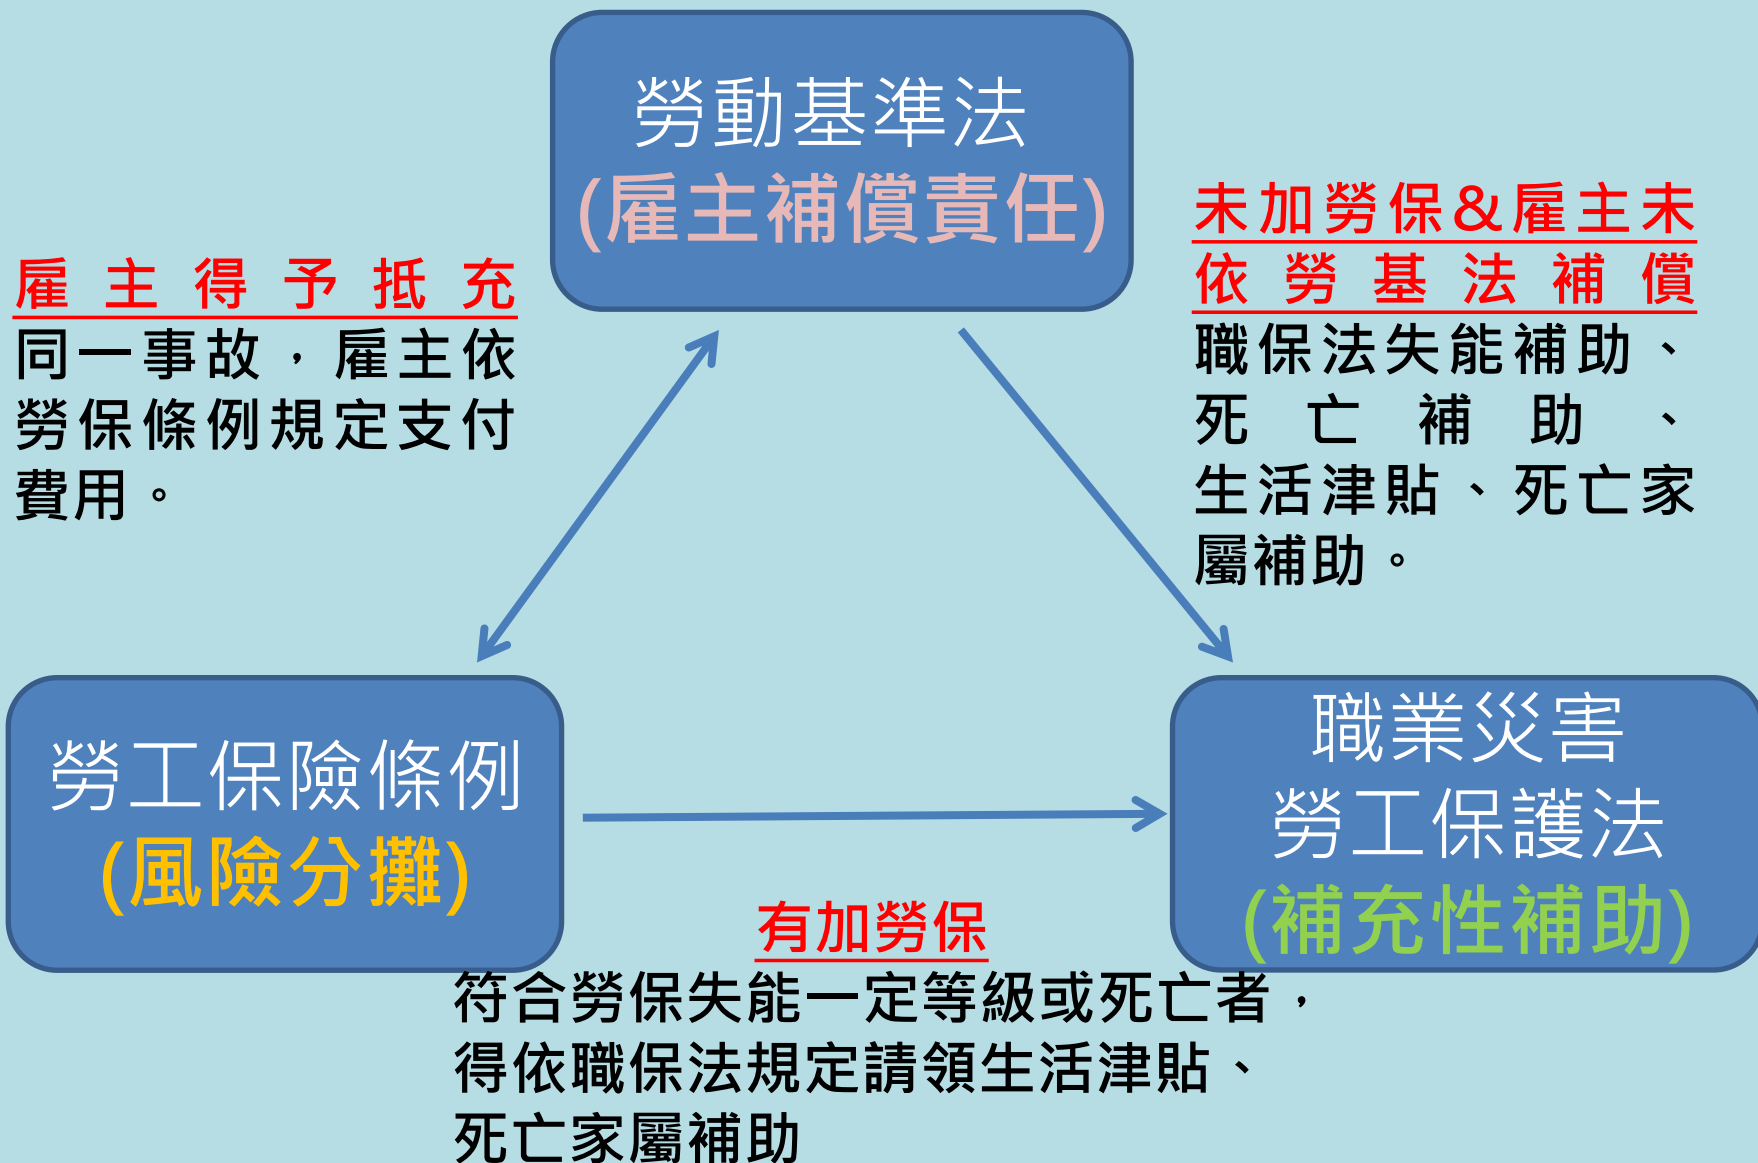 勞動基準法
(雇主補償責任)
雇主得予抵充
同一事故，雇主依
勞保條例規定支付
費用。
未加勞保&雇主未
依勞基法補償
職保法失能補助、
死亡補助、
生活津貼、死亡家
屬補助。
勞工保險條例
(風險分攤)
職業災害
勞工保護法
(補充性補助)
有加勞保
符合勞保失能一定等級或死亡者，
得依職保法規定請領生活津貼、
死亡家屬補助